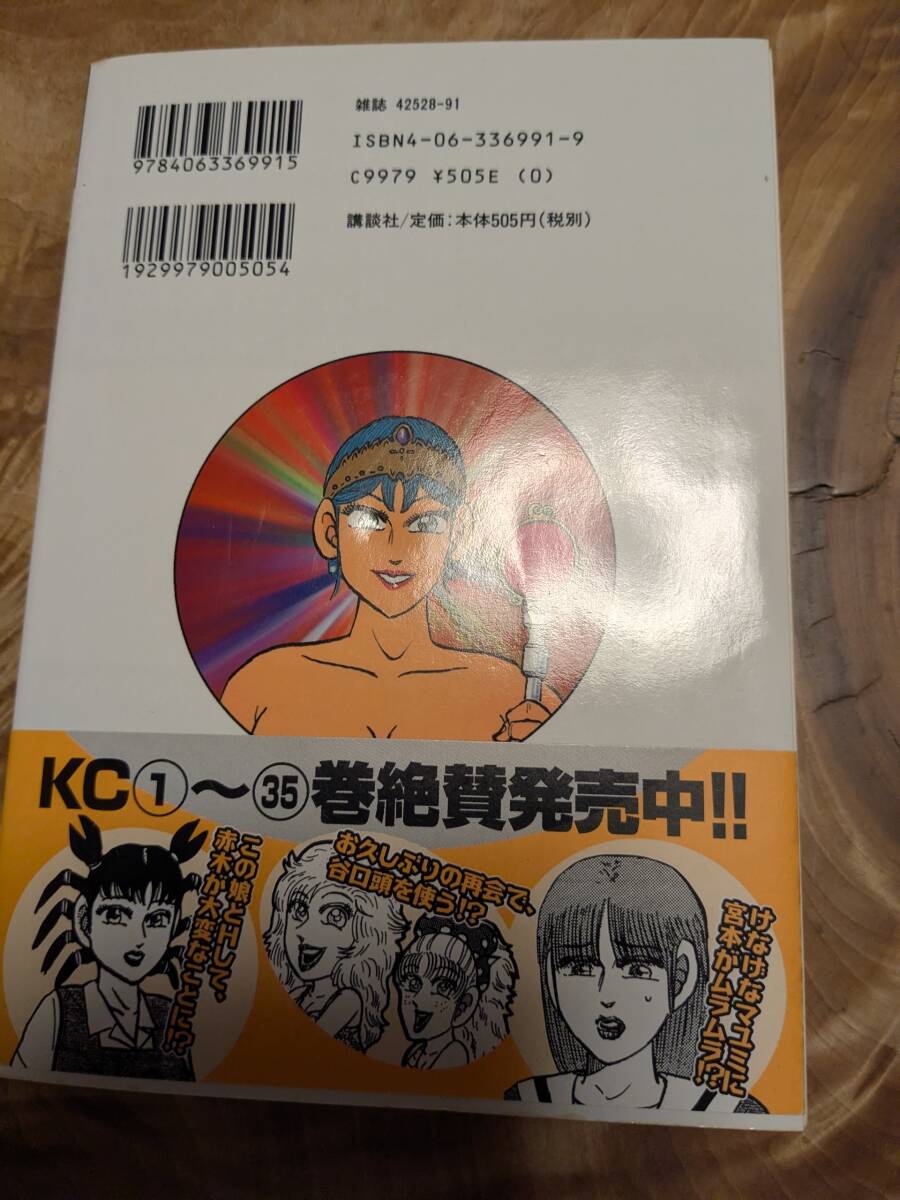 雑誌 42528-91
ISBN4-06-336991-9
C9979 ¥505E (0)
講談社/定価:本体505円(税別)
9784063369915
1929979005054
KC①〜㉟巻絶賛発売中!!
この娘とHして、
赤木が大変なことに!?
お久しぶりの再会で、
谷口頭を使う!?
けなげなマユミに
宮本がムラムラ!?